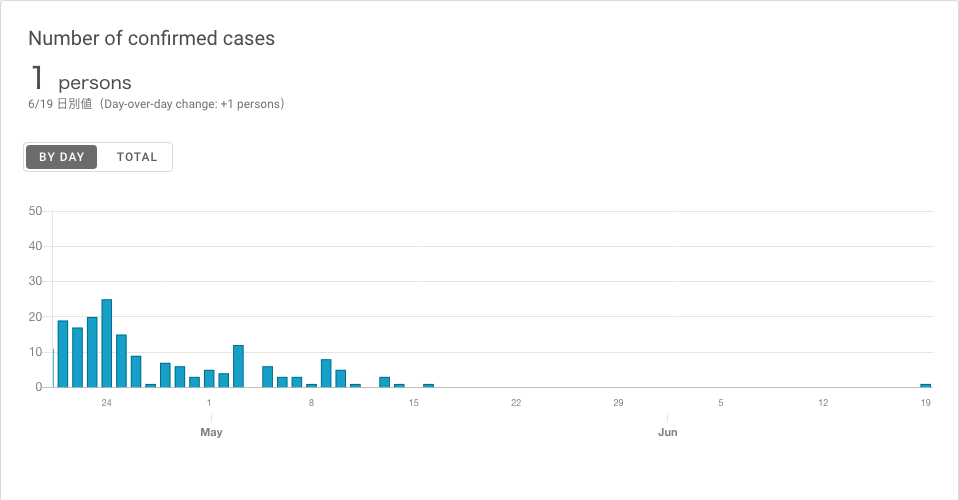 Number of confirmed cases
1 persons
6/19 日別値（Day-over-day change: +1 persons）
BY DAY TOTAL
50
40
30
20
10
0
24 1 8 15 22 29 5 12 19
May Jun